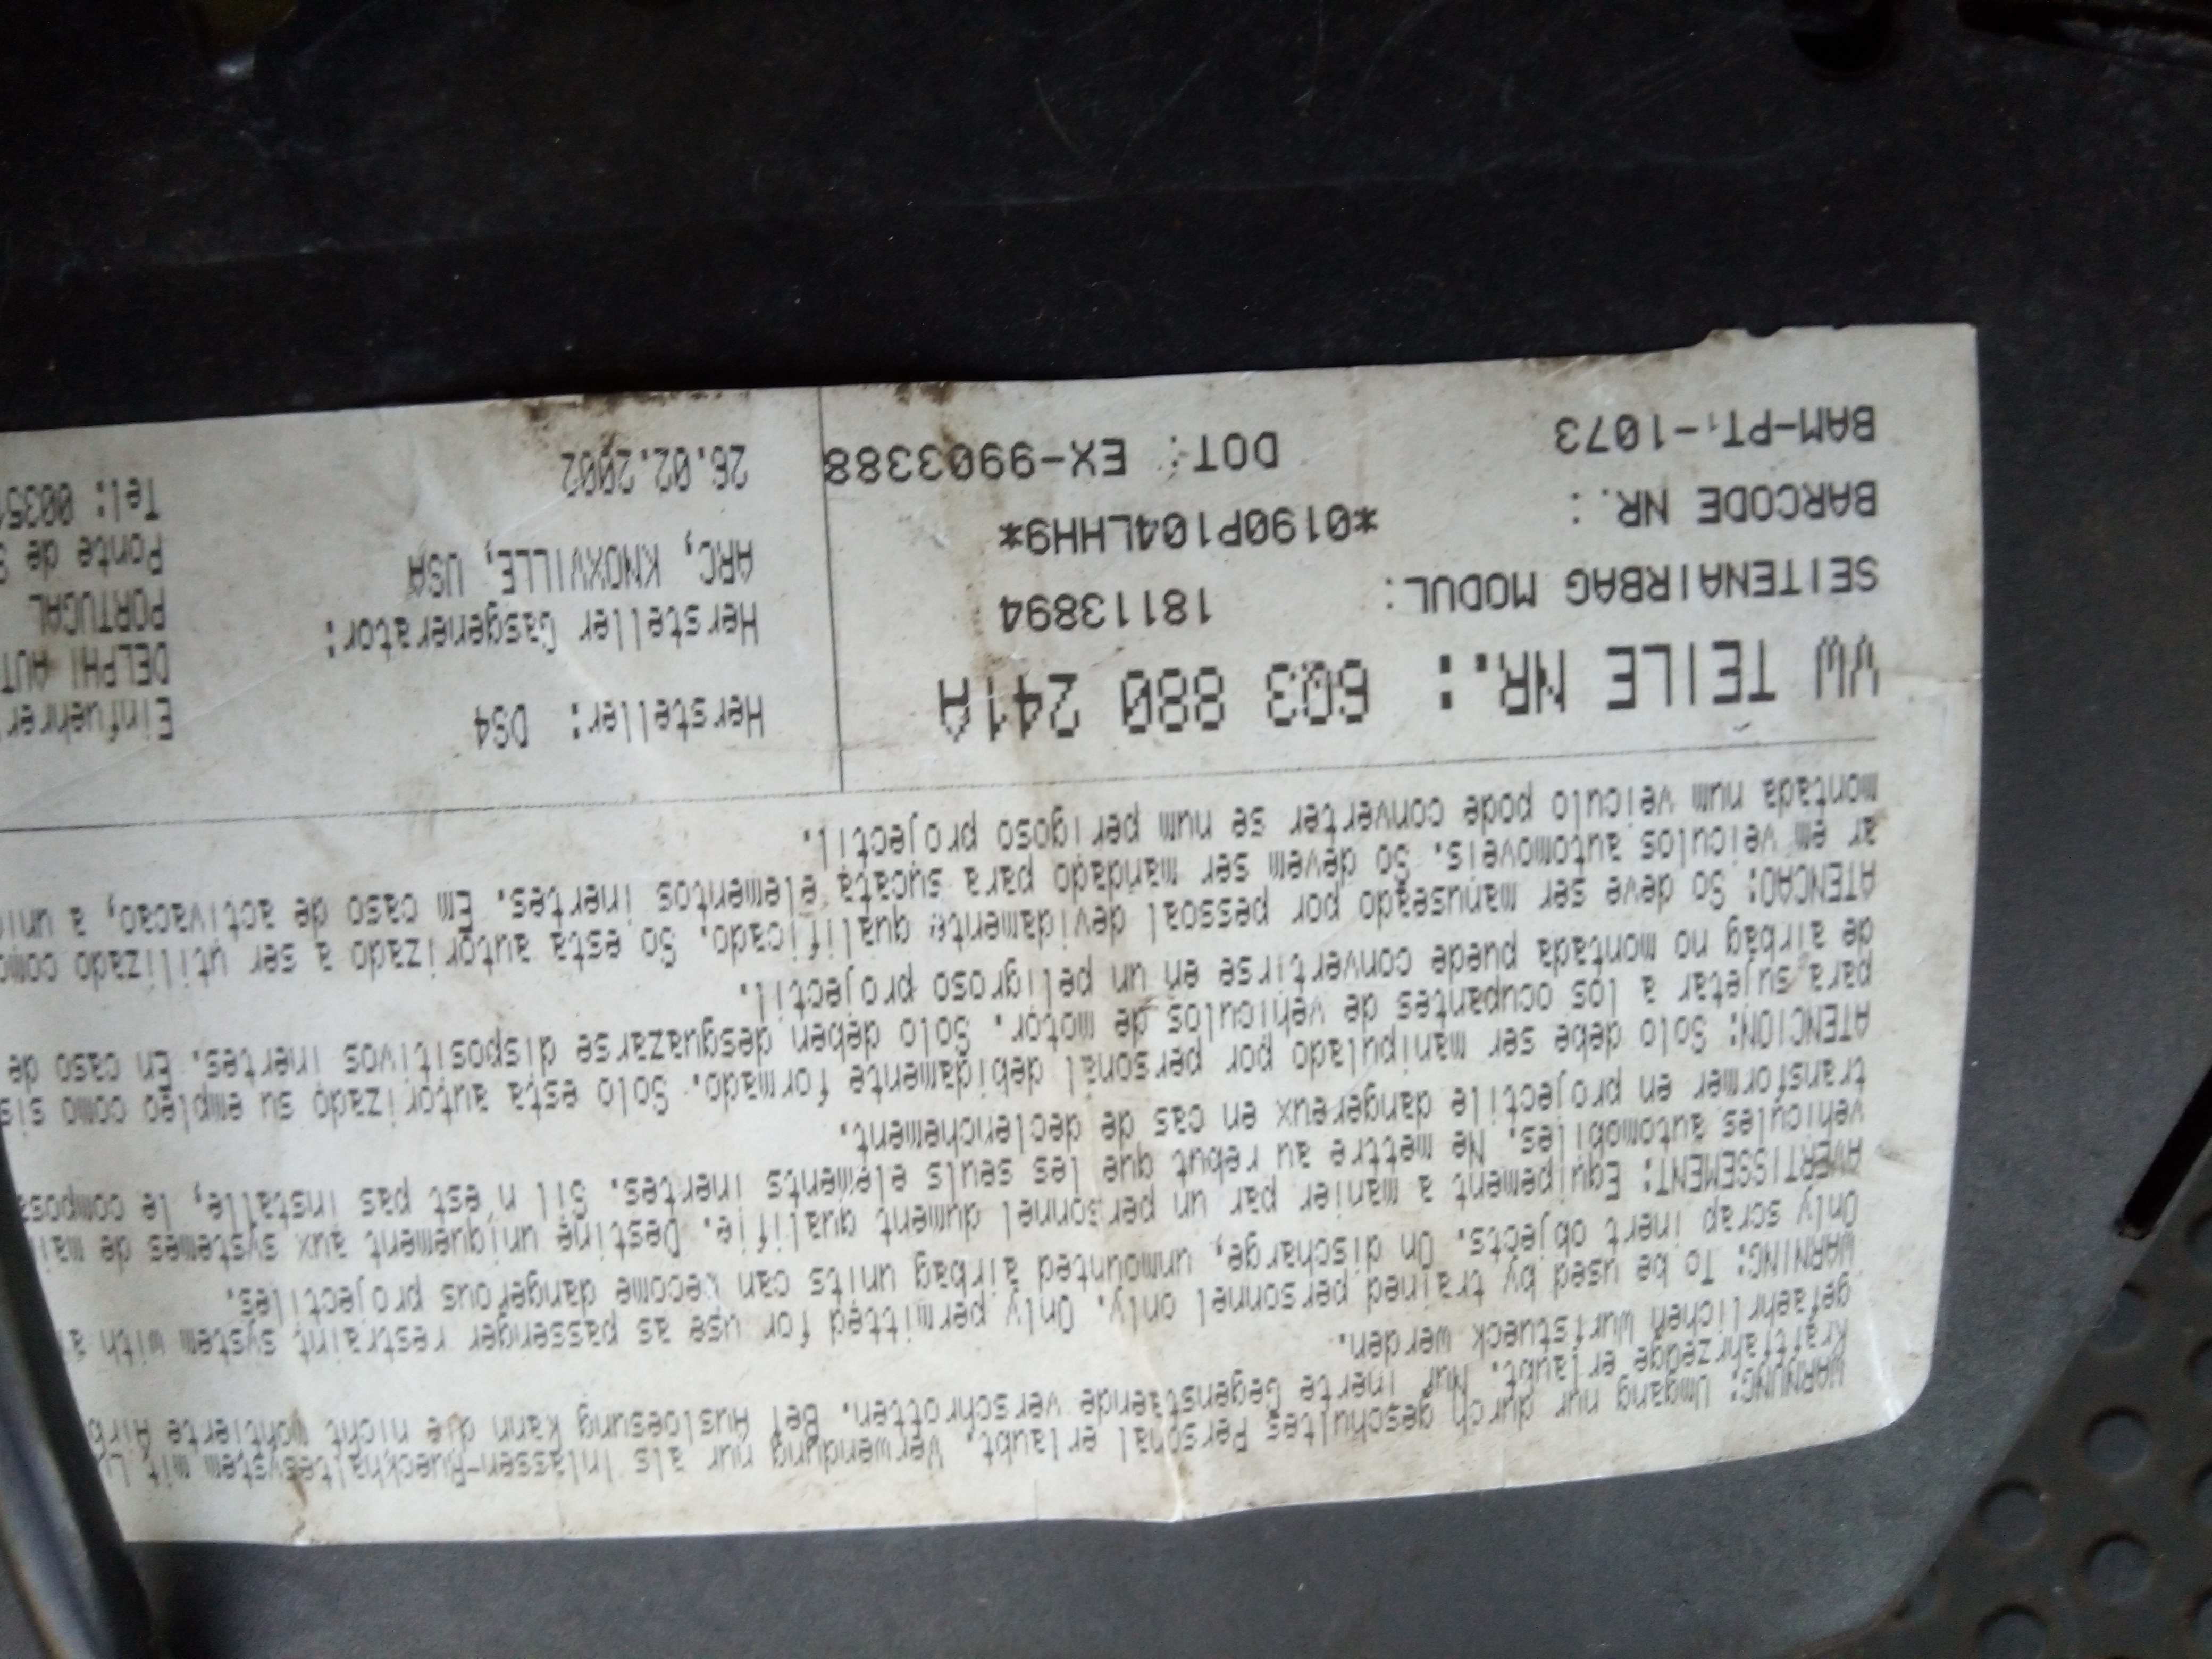 WARNUNG: Umgang nur durch geschultes Personal erlaubt. Verwendung nur als Inlassen-Rueckhaltesystem mit
Kraftfahrzeuge erlaubt. Nur inerte Gegenstaende verschrotten. Bei Ausloesung kann die nicht montierte Airb
gefaehrlichen Wurfstueck werden.
WARNING: To be used by trained personnel only. Only permitted for use as passenger restraint system with
Only scrap inert objects. On discharge, unmounted airbag units can become dangerous projectiles.
AVERTISSEMENT: Equipement a manier par un personnel dument qualifie. Destine uniquement aux systemes de mai
vehicules automobiles. Ne mettre au rebut que les seuls elements inertes. Sil n'est pas installe, le composa
transformer en projectile dangereux en cas de declenchement.
ATENCION: Solo debe ser manipulado por personal debidamente formado. Solo esta autorizado su empleo como sis
para sujetar a los ocupantes de vehiculos de motor. Solo deben desguazarse dispositivos inertes. En caso de
de airbag no montada puede convertirse en un peligroso projectil.
ATENCAO: So deve ser manuseado por pessoal devidamente qualificado. So esta autorizado a ser utilizado como
ar em veiculos automoveis. So devem ser mandado para sucata elementos inertes. Em caso de activacao, a unid
montada num veiculo pode converter se num perigoso projectil.
VW TEILE NR.: 6Q3 880 241A
SEITENAIRBAG MODUL: 18113894
BARCODE NR.: *0190P104LHH9*
BAM-PT1-1073 DOT: EX-9903388
Hersteller: DS4
Hersteller Gasgenerator:
ARC, KNOXVILLE, USA
26.02.2002
Einfuehrer
DELPHI AUT
PORTUGAL
Ponte de S
Tel: 00351